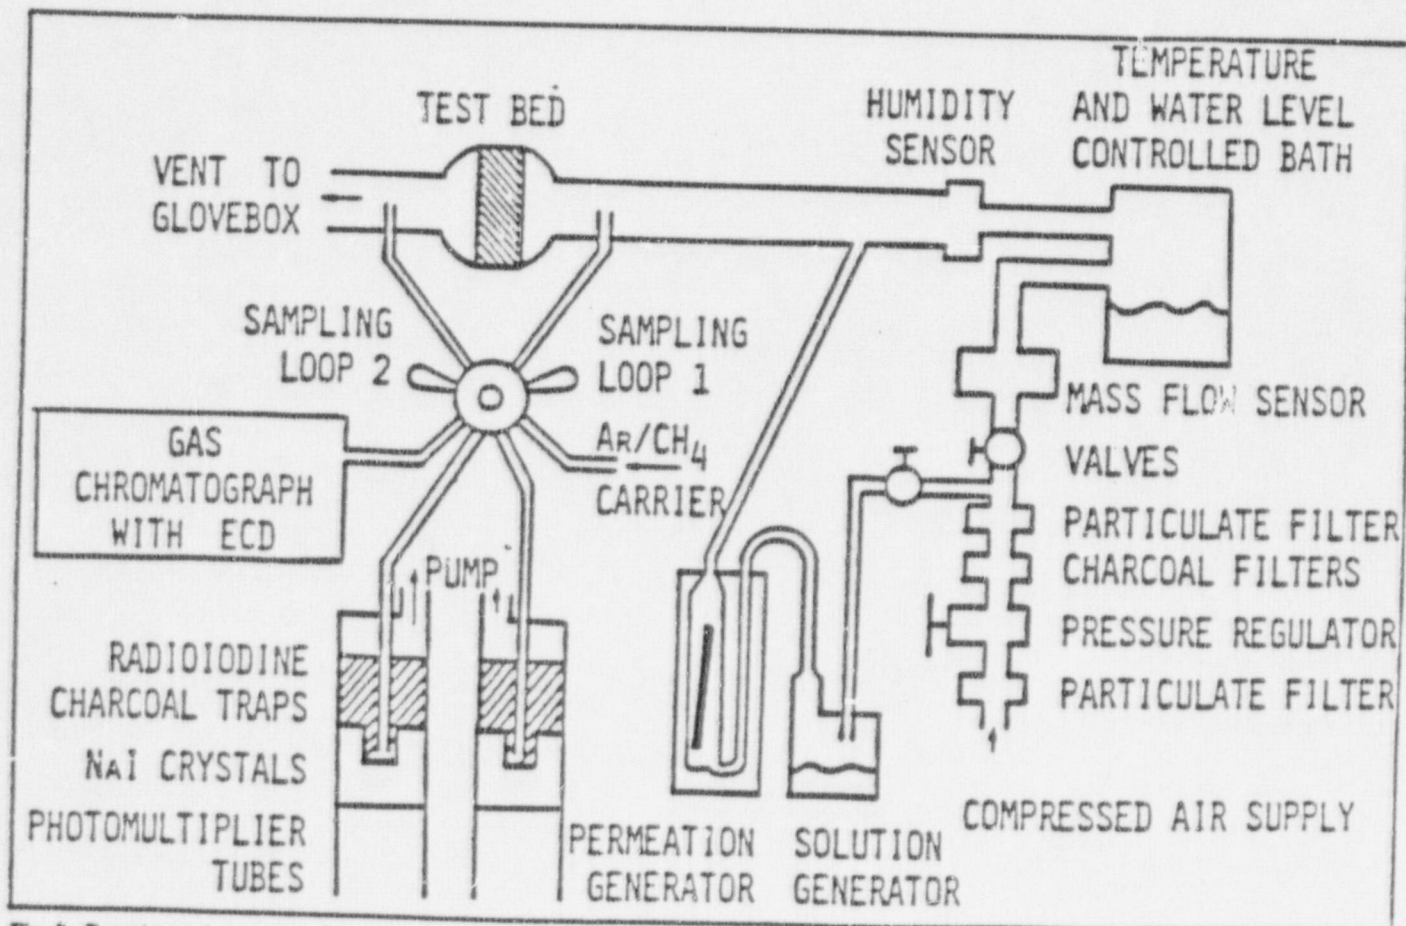 TEMPERATURE
AND WATER LEVEL
CONTROLLED BATH
HUMIDITY
SENSOR
TEST BED
VENT TO
GLOVEBOX
SAMPLING
LOOP 2
SAMPLING
LOOP 1
GAS
CHROMATOGRAPH
WITH ECD
AR/CH4
CARRIER
MASS FLOW SENSOR
VALVES
PARTICULATE FILTER
CHARCOAL FILTERS
PRESSURE REGULATOR
PARTICULATE FILTER
PUMP
RADIOIODINE
CHARCOAL TRAPS
NAI CRYSTALS
PHOTOMULTIPLIER
TUBES
PERMEATION
GENERATOR
SOLUTION
GENERATOR
COMPRESSED AIR SUPPLY